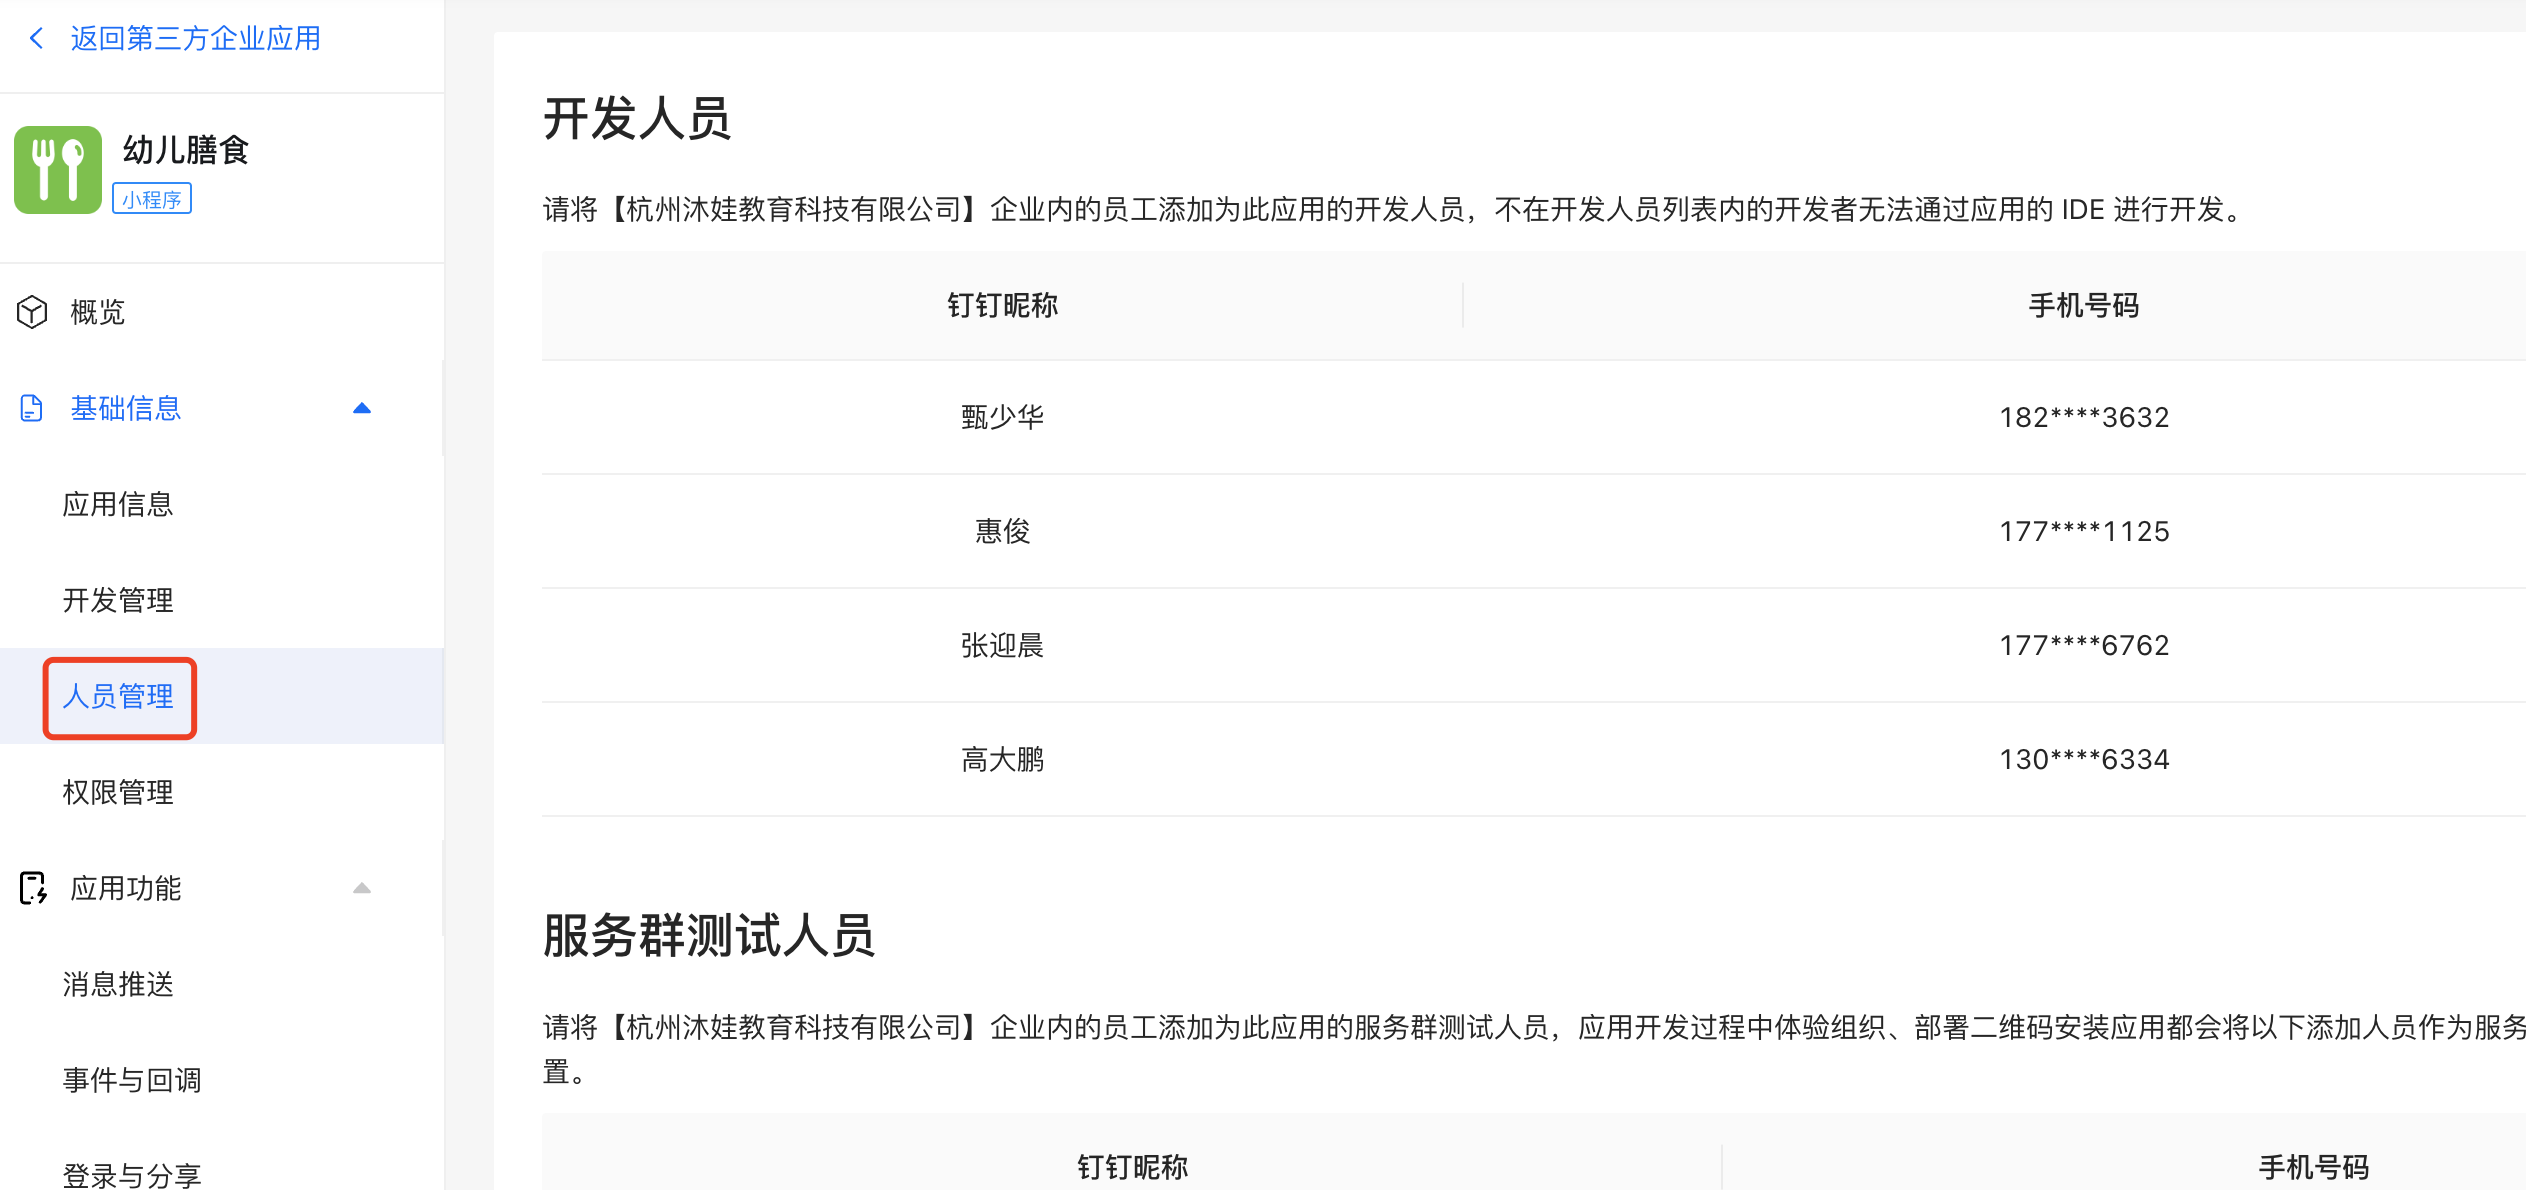 返回第三方企业应用
幼儿膳食
小程序
概览
基础信息
应用信息
开发管理
人员管理
权限管理
应用功能
消息推送
事件与回调
登录与分享
开发人员
请将【杭州沐娃教育科技有限公司】企业内的员工添加为此应用的开发人员，不在开发人员列表内的开发者无法通过应用的 IDE 进行开发。
钉钉昵称 手机号码
甄少华 182****3632
惠俊 177****1125
张迎晨 177****6762
高大鹏 130****6334
服务群测试人员
请将【杭州沐娃教育科技有限公司】企业内的员工添加为此应用的服务群测试人员，应用开发过程中体验组织、部署二维码安装应用都会将以下添加人员作为服务
置。
钉钉昵称 手机号码